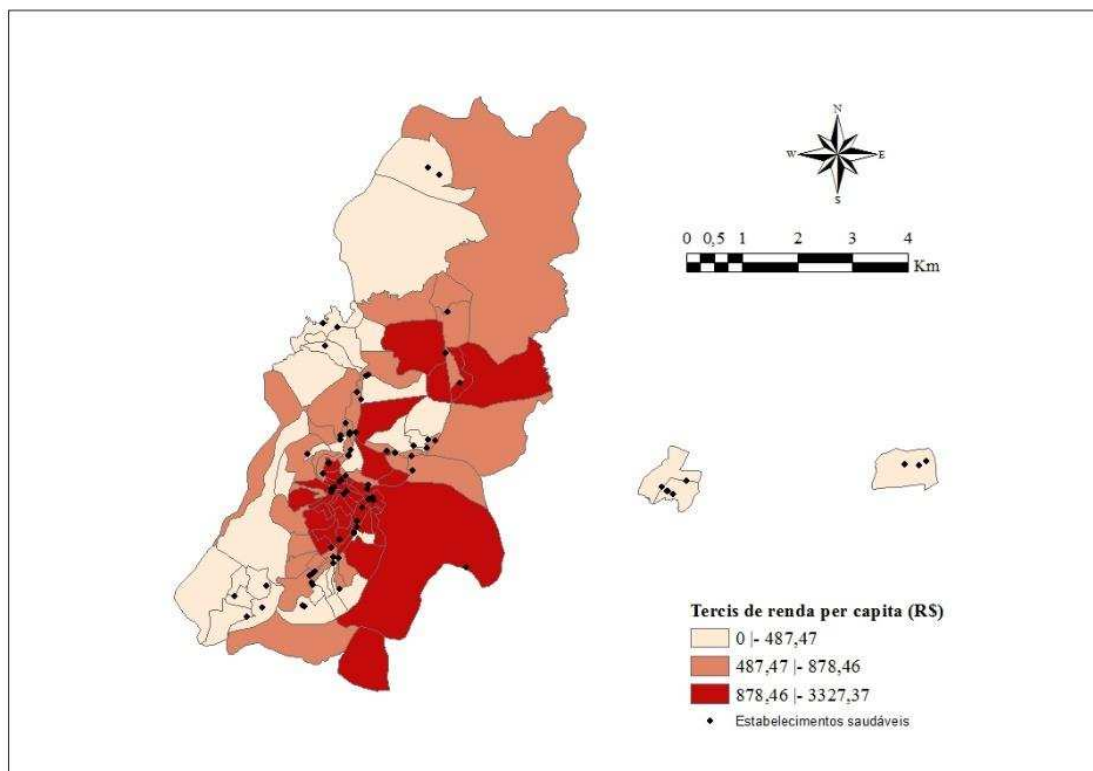 N
W E
S
0 0,5 1 2 3 4
Km
Tercis de renda per capita (R$)
0 |- 487,47
487,47 |- 878,46
878,46 |- 3327,37
Estabelecimentos saudáveis